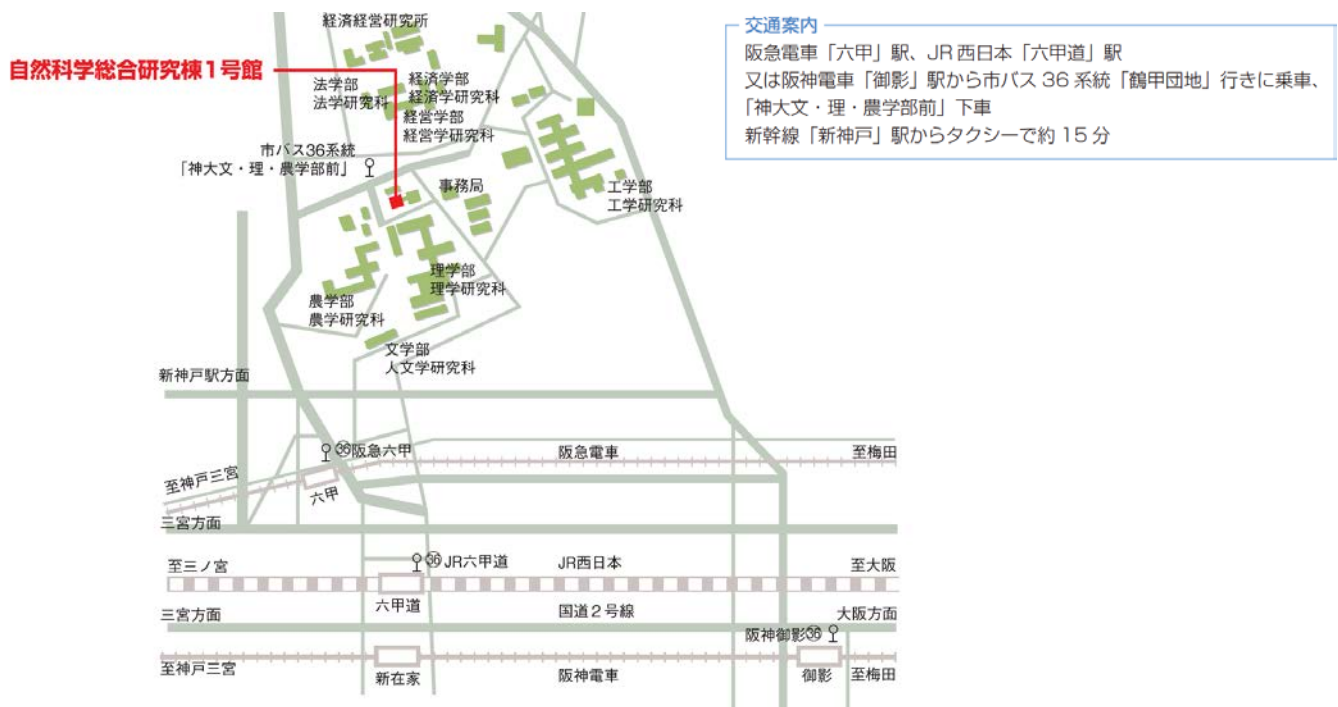 経済経営研究所
自然科学総合研究棟1号館
法学部
法学研究科
経済学部
経済学研究科
経営学部
経営学研究科
市バス36系統
「神大文・理・農学部前」
事務局
工学部
工学研究科
理学部
理学研究科
農学部
農学研究科
文学部
人文学研究科
新神戸駅方面
㊱阪急六甲
阪急電車
至梅田
至神戸三宮
六甲
三宮方面
㊱JR六甲道
至三ノ宮
JR西日本
至大阪
六甲道
三宮方面
国道2号線
大阪方面
阪神御影㊱
至神戸三宮
新在家
阪神電車
御影
至梅田
交通案内
阪急電車「六甲」駅、JR西日本「六甲道」駅
又は阪神電車「御影」駅から市バス36系統「鶴甲団地」行きに乗車、
「神大文・理・農学部前」下車
新幹線「新神戸」駅からタクシーで約15分